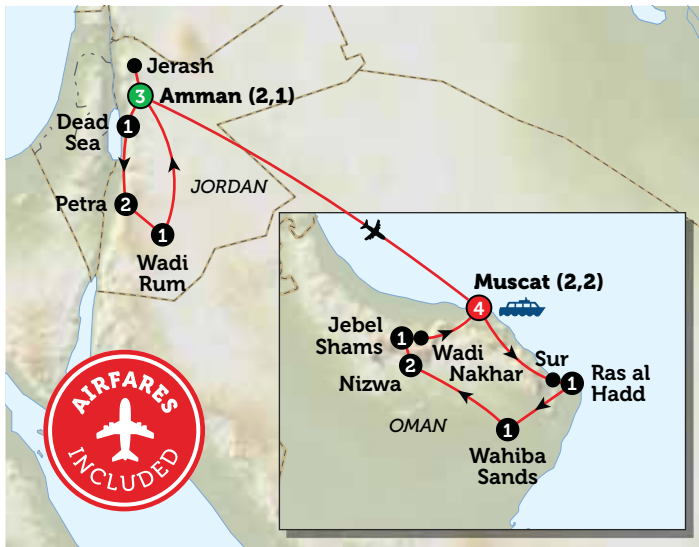 Jerash
3 Amman (2,1)
1 Dead
Sea
JORDAN
Petra 2
1
Wadi
Rum
Muscat (2,2)
4
Jebel
Shams 1
Wadi
Nakhar
Nizwa 2
Sur
1 Ras al
Hadd
OMAN
1
Wahiba
Sands
AIRFARES
INCLUDED